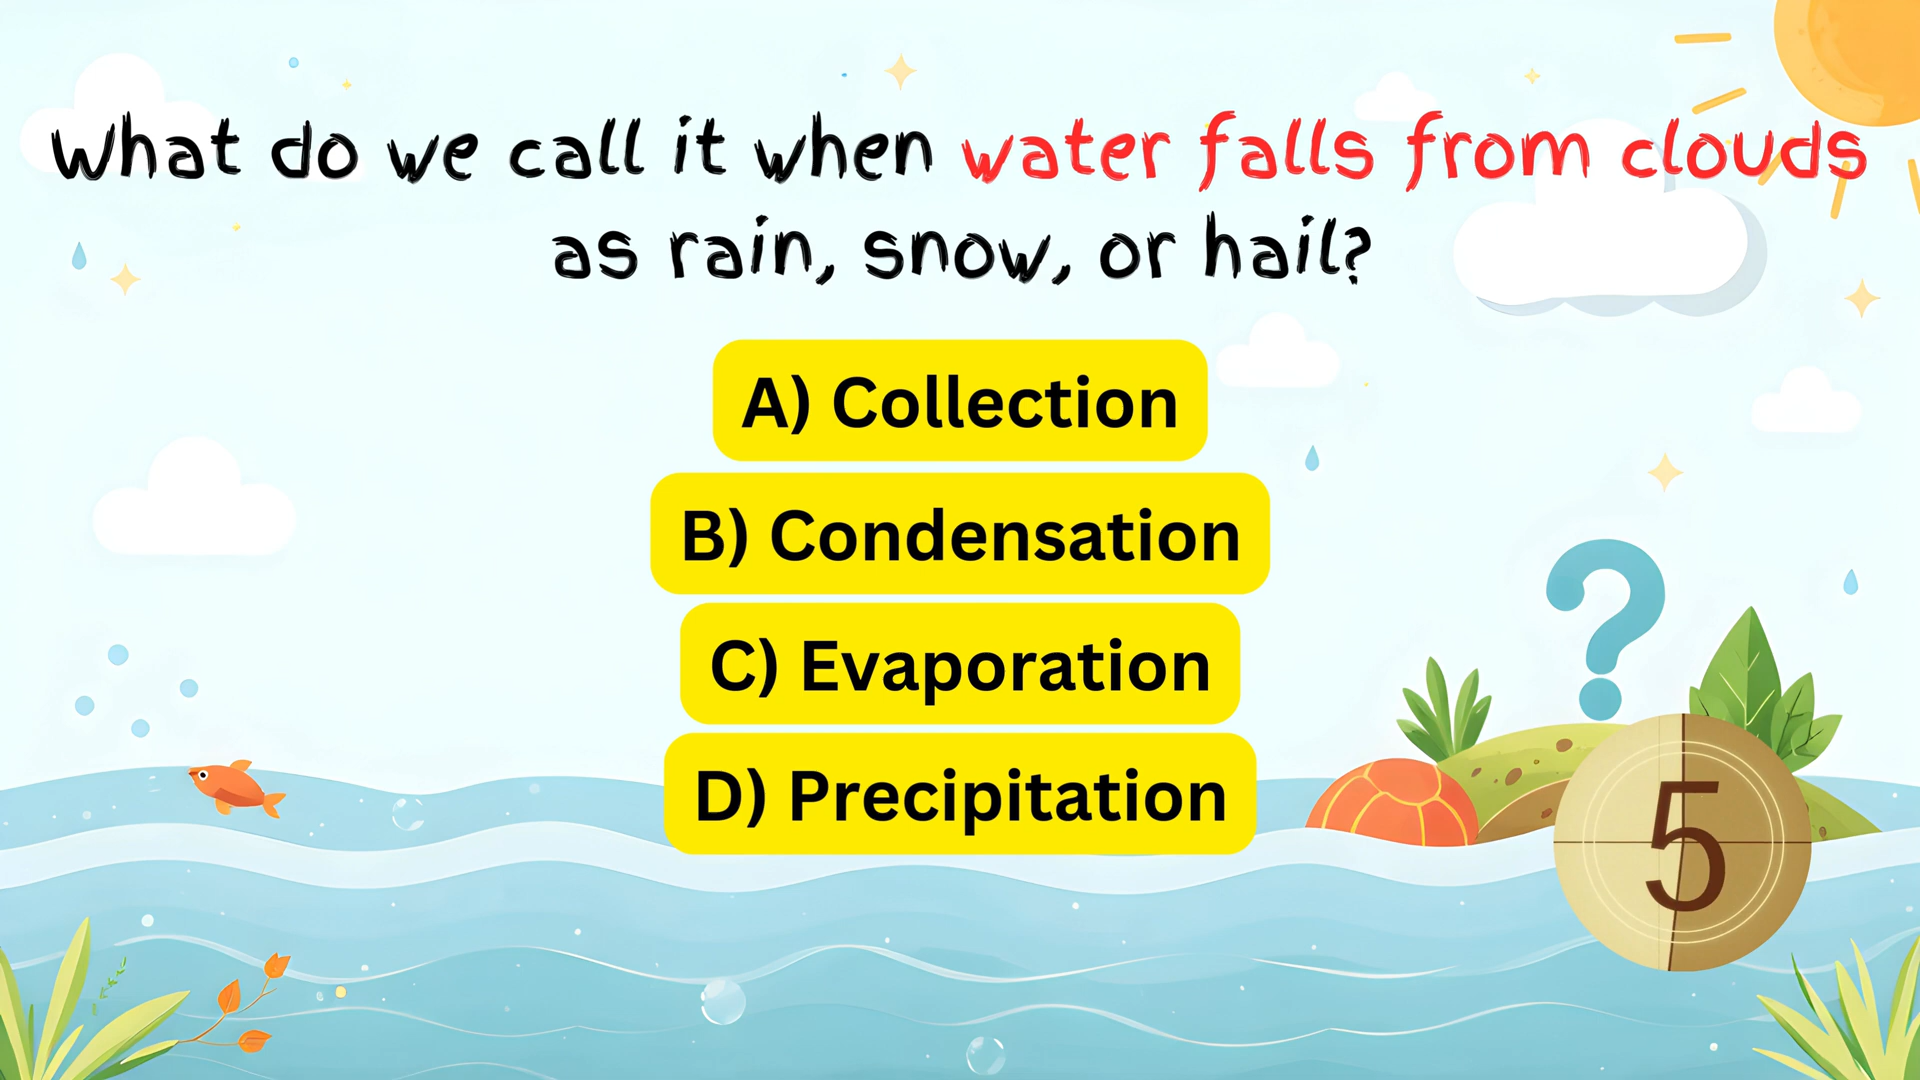 What do we call it when water falls from clouds
as rain, snow, or hail?
A) Collection
B) Condensation
C) Evaporation
D) Precipitation
?
5